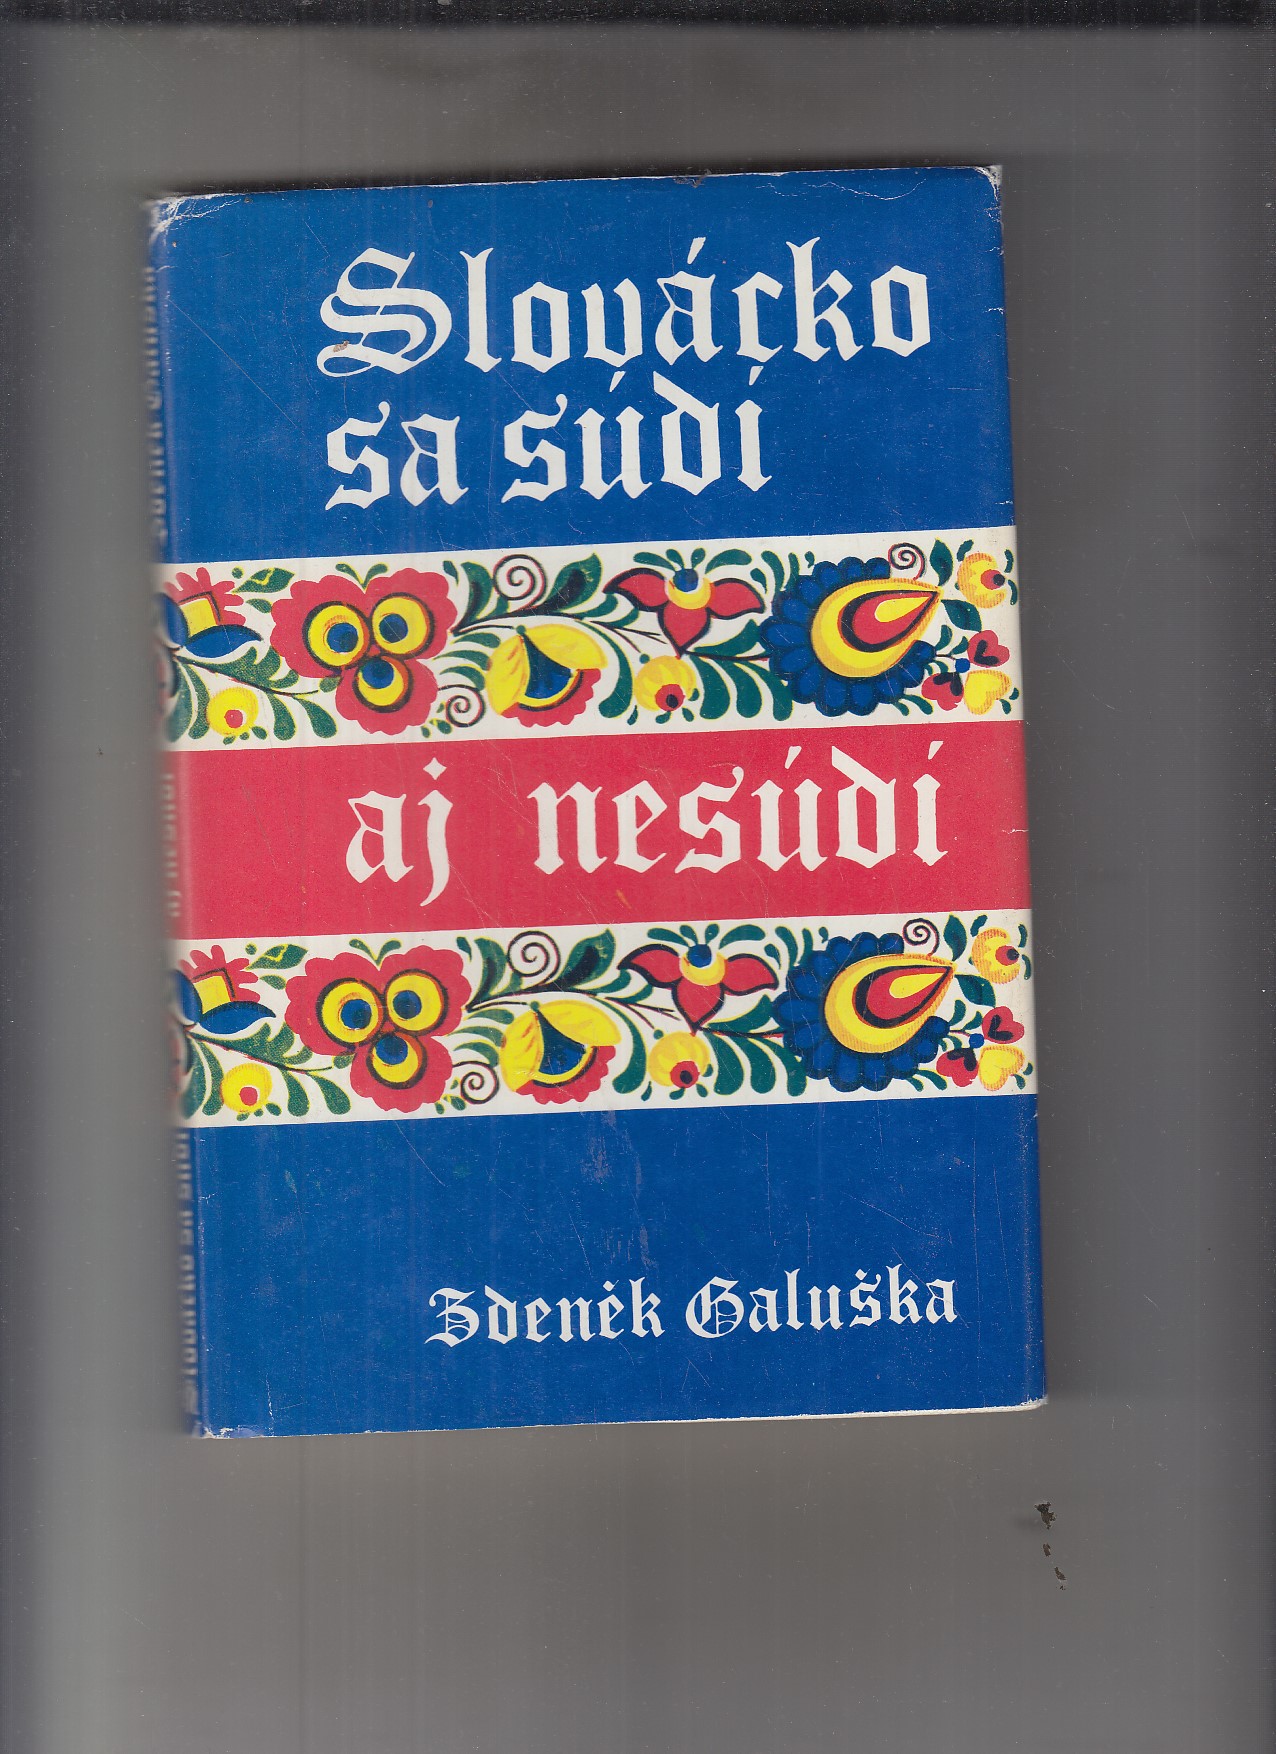 Slovácko
sa súdí
aj nesúdí
Zdeněk Galuška